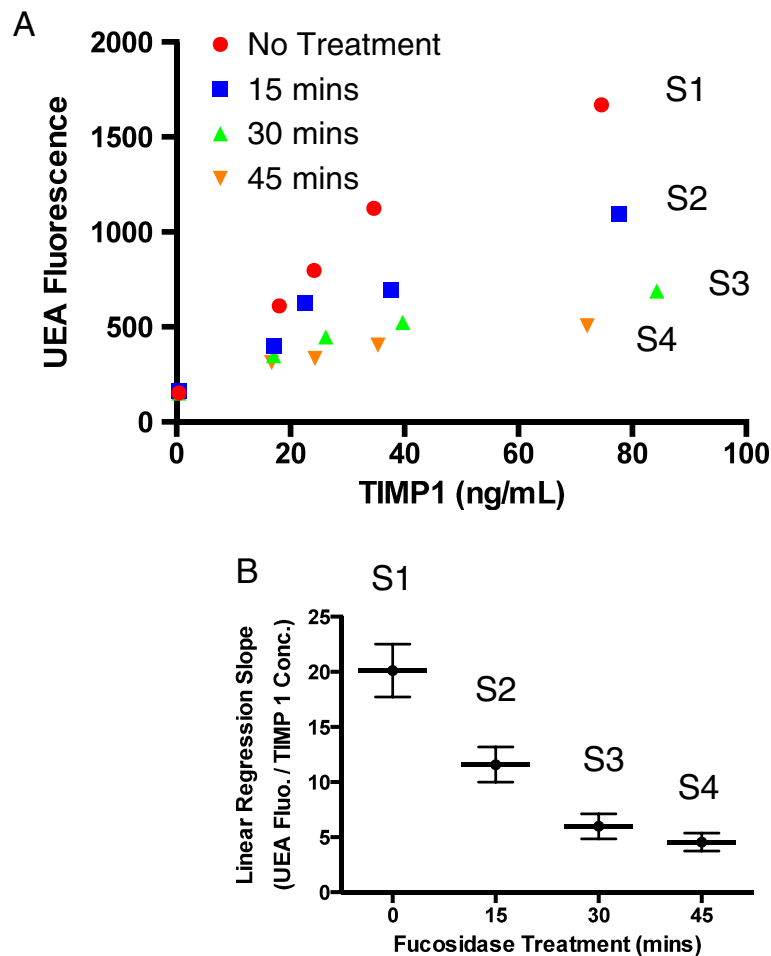 A
2000
1500
1000
500
0
UEA Fluorescence
No Treatment
15 mins
30 mins
45 mins
S1
S2
S3
S4
0 20 40 60 80 100
TIMP1 (ng/mL)
B
S1
S2
S3
S4
25
20
15
10
5
0
Linear Regression Slope
(UEA Fluo. / TIMP 1 Conc.)
0 15 30 45
Fucosidase Treatment (mins)